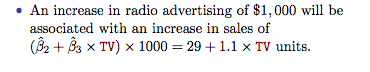 • An increase in radio advertising of $1,000 will be
associated with an increase in sales of
(β̂₂ + β̂₃ × TV) × 1000 = 29 + 1.1 × TV units.